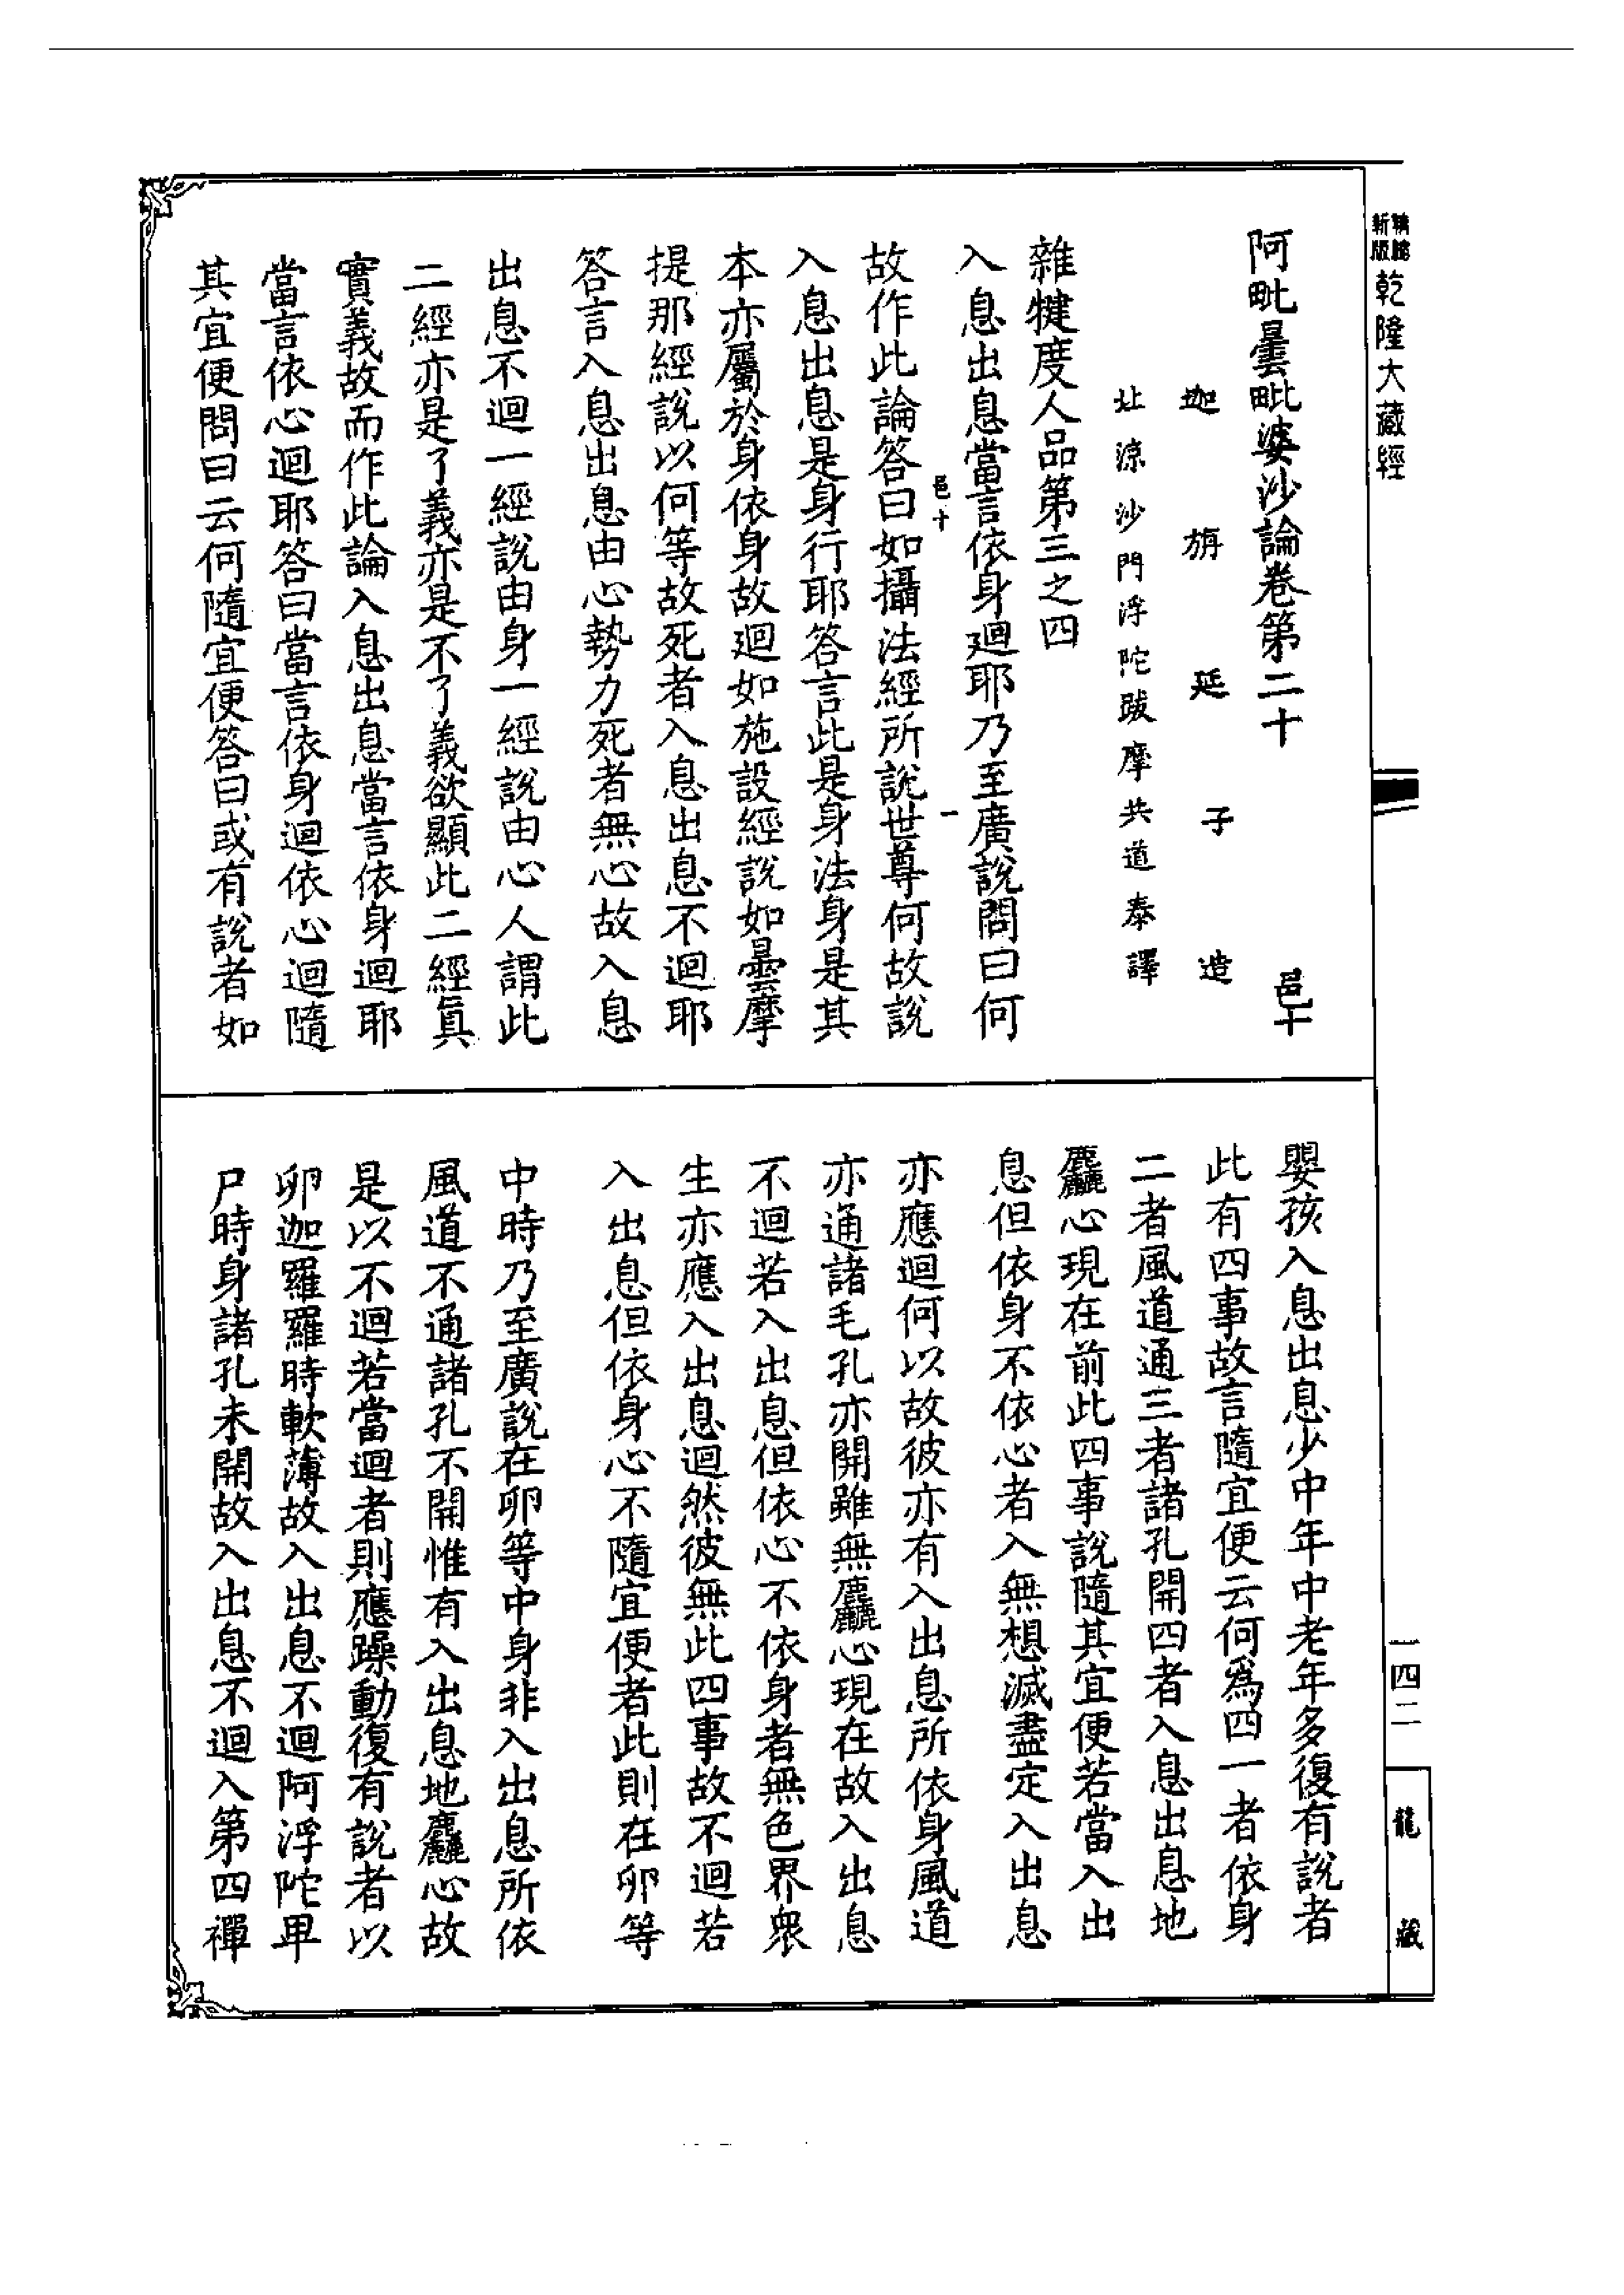 新版
精縮
乾隆大藏經
阿毗曇毗婆沙論卷第二十
邑十
迦旃延子造
北涼沙門浮陀跋摩共道泰譯
雜犍度人品第三之四
入息出息當言依身迴耶乃至廣說問曰何
邑十
一
故作此論答曰如攝法經所說世尊何故說
入息出息是身行耶答言此是身法身是其
本亦屬於身依身故迴如施設經說如曇摩
提那經說以何等故死者入息出息不迴耶
答言入息出息由心勢力死者無心故入息
出息不迴一經說由身一經說由心人謂此
二經亦是了義亦是不了義欲顯此二經真
實義故而作此論入息出息當言依身迴耶
當言依心迴耶答曰當言依身迴依心迴隨
其宜便問曰云何隨宜便答曰或有說者如
嬰孩入息出息少中年中老年多復有說者
此有四事故言隨宜便云何為四一者依身
二者風道通三者諸孔開四者入息出息地
麤心現在前此四事說隨其宜便若當入出
息但依身不依心者入無想滅盡定入出息
亦應迴何以故彼亦有入出息所依身風道
亦通諸毛孔亦開雖無麤心現在故入出息
不迴若入出息但依心不依身者無色界眾
生亦應入出息迴然彼無此四事故不迴若
入出息但依身心不隨宜便者此則在卵等
中時乃至廣說在卵等中身非入出息所依
風道不通諸孔不開惟有入出息地麤心故
是以不迴若當迴者則應躁動復有說者以
卵迦羅羅時軟薄故入出息不迴阿浮陀卑
尸時身諸孔未開故入出息不迴入第四禪
一四二
龍藏